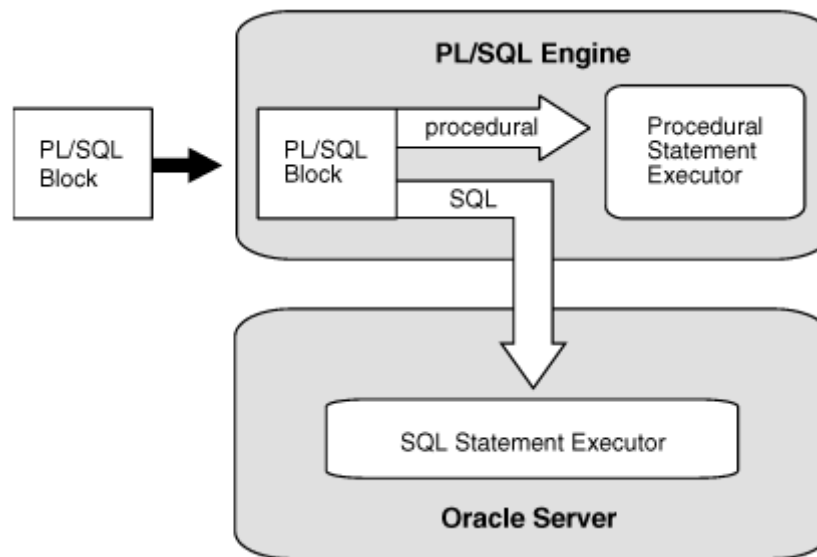 PL/SQL Engine
PL/SQL
Block
PL/SQL
Block
procedural
SQL
Procedural
Statement
Executor
SQL Statement Executor
Oracle Server